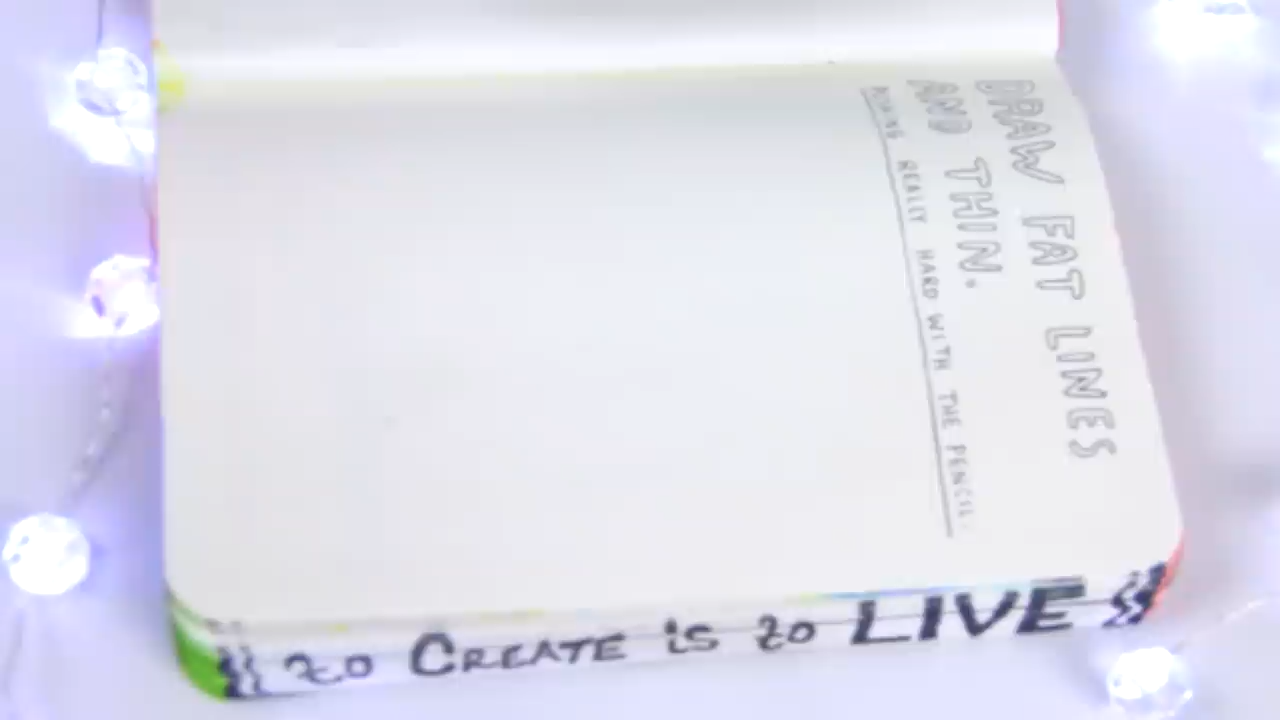 DRAW FAT LINES
AND THIN.
PUSHING REALLY HARD WITH THE PENCIL.
to CREATE is to LIVE